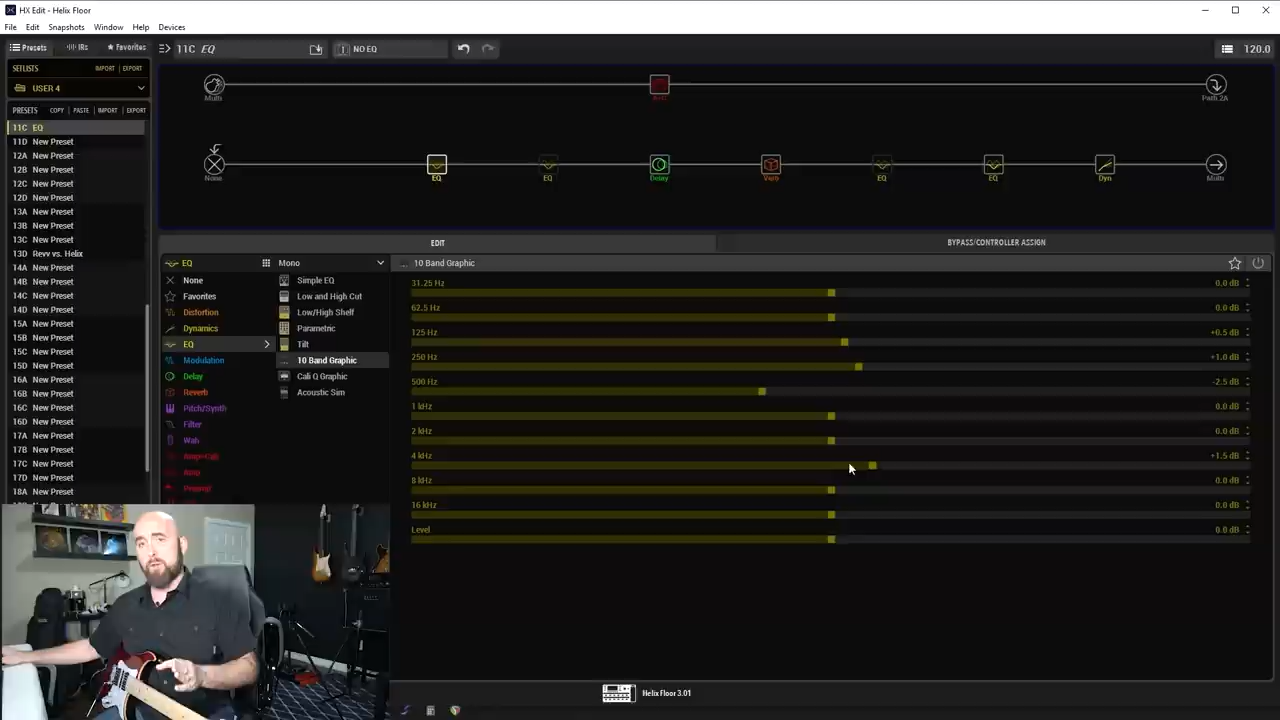 HX Edit - Helix Floor
File Edit Snapshots Window Help Devices
Presets IRs Favorites
11C EQ
NO EQ
120.0
SETLISTS IMPORT EXPORT
USER 4
PRESETS COPY PASTE IMPORT EXPORT
11C EQ
11D New Preset
12A New Preset
12B New Preset
12C New Preset
12D New Preset
13A New Preset
13B New Preset
13C New Preset
13D Revv vs. Helix
14A New Preset
14B New Preset
14C New Preset
14D New Preset
15A New Preset
15B New Preset
15C New Preset
15D New Preset
16A New Preset
16B New Preset
16C New Preset
16D New Preset
17A New Preset
17B New Preset
17C New Preset
17D New Preset
18A New Preset
Multi
A+C
Path 2A
None
EQ
EQ
Delay
Verb
EQ
EQ
Dyn
Multi
EDIT
BYPASS/CONTROLLER ASSIGN
EQ
Mono
None
Favorites
Distortion
Dynamics
EQ
Modulation
Delay
Reverb
Pitch/Synth
Filter
Wah
Amp+Cab
Amp
Preamp
Simple EQ
Low and High Cut
Low/High Shelf
Parametric
Tilt
10 Band Graphic
Cali Q Graphic
Acoustic Sim
10 Band Graphic
31.25 Hz 0.0 dB
62.5 Hz 0.0 dB
125 Hz +0.5 dB
250 Hz +1.0 dB
500 Hz -2.5 dB
1 kHz 0.0 dB
2 kHz 0.0 dB
4 kHz +1.5 dB
8 kHz 0.0 dB
16 kHz 0.0 dB
Level 0.0 dB
Helix Floor 3.01